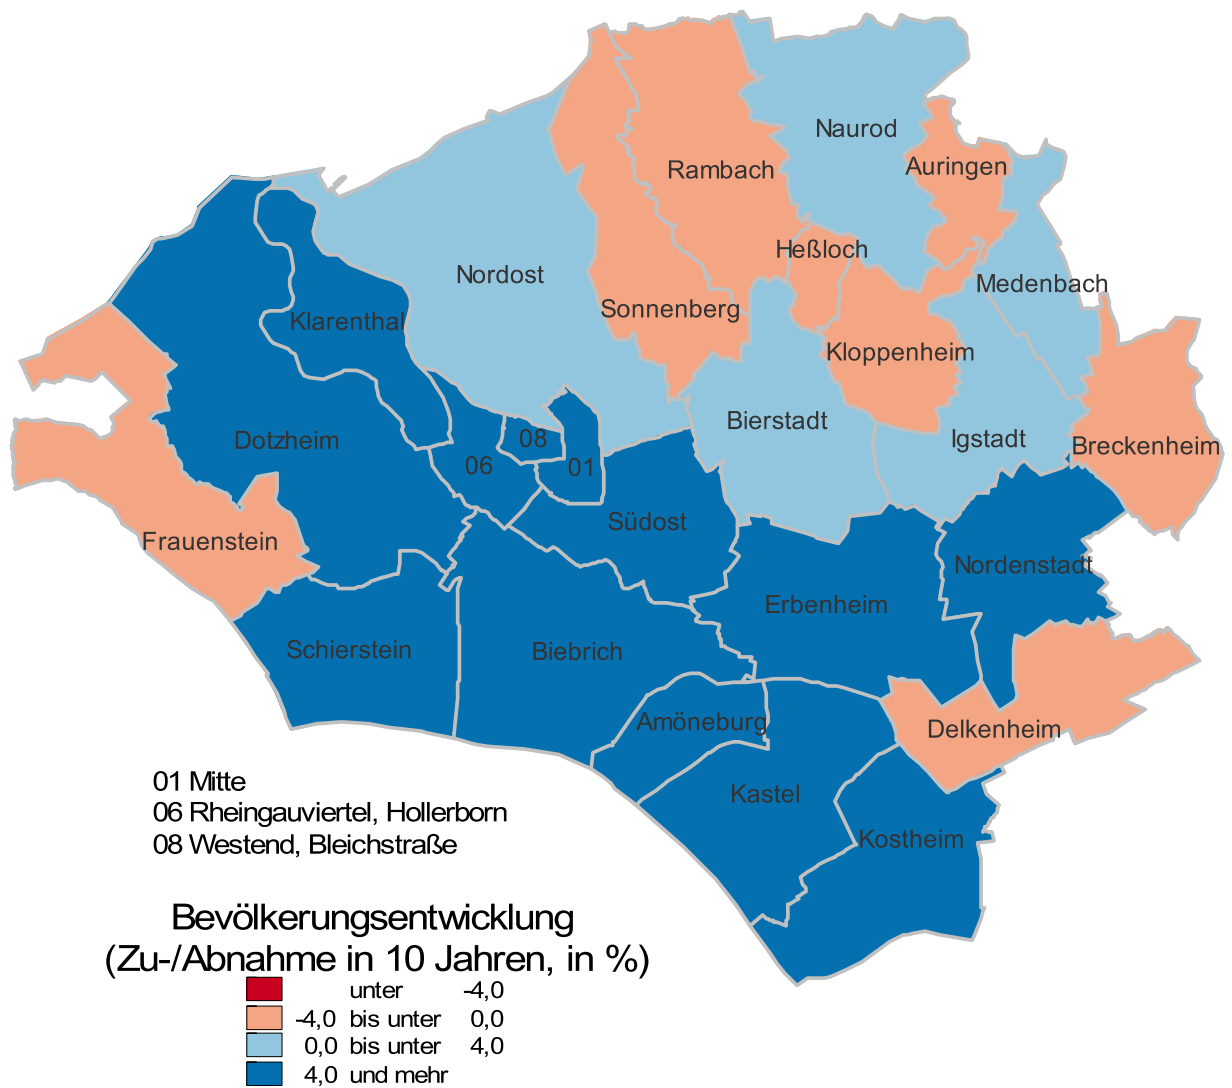 Naurod
Auringen
Rambach
Heßloch
Nordost
Medenbach
Sonnenberg
Klarenthal
Kloppenheim
Bierstadt
Igstadt
Breckenheim
Dotzheim
08
06
01
Südost
Frauenstein
Nordenstadt
Erbenheim
Schierstein
Biebrich
Amöneburg
Delkenheim
Kastel
Kostheim
01 Mitte
06 Rheingauviertel, Hollerborn
08 Westend, Bleichstraße
Bevölkerungsentwicklung
(Zu-/Abnahme in 10 Jahren, in %)
unter -4,0
-4,0 bis unter 0,0
0,0 bis unter 4,0
4,0 und mehr